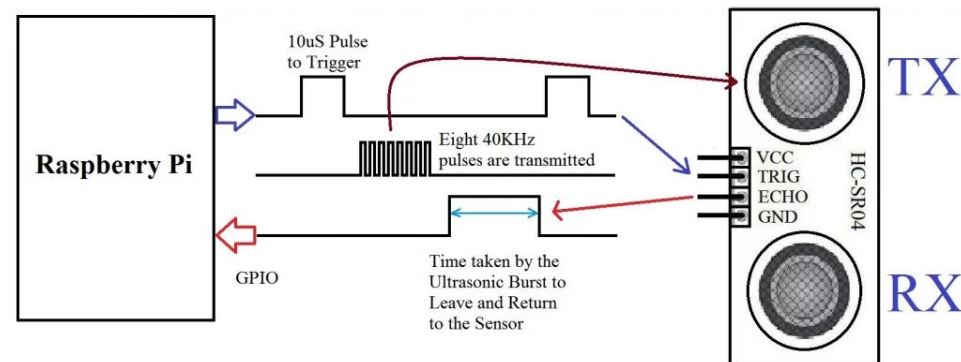 10uS Pulse
to Trigger
TX
Raspberry Pi
Eight 40KHz
pulses are transmitted
VCC
TRIG
ECHO
GND
HC-SR04
GPIO
Time taken by the
Ultrasonic Burst to
Leave and Return
to the Sensor
RX